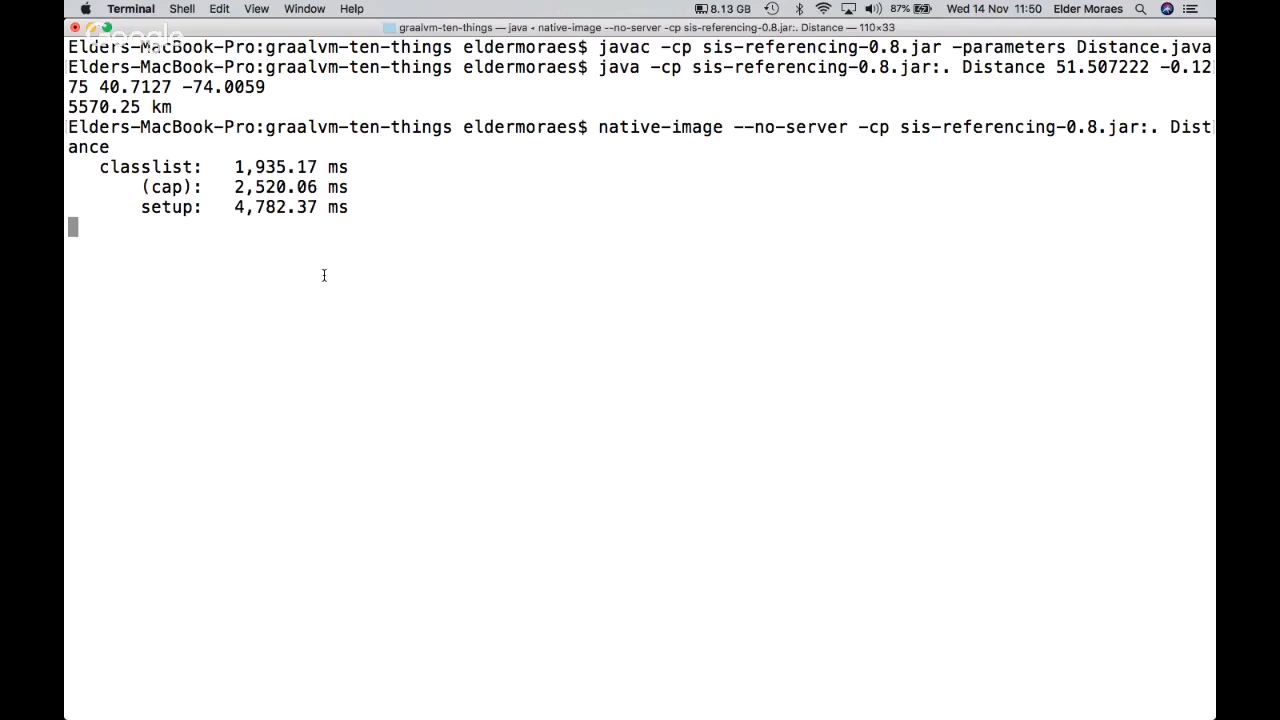 Terminal Shell Edit View Window Help 8.13 GB 87% Wed 14 Nov 11:50 Elder Moraes
Google
graalvm-ten-things — java ◂ native-image --no-server -cp sis-referencing-0.8.jar:. Distance — 110×33
Elders-MacBook-Pro:graalvm-ten-things eldermoraes$ javac -cp sis-referencing-0.8.jar -parameters Distance.java
Elders-MacBook-Pro:graalvm-ten-things eldermoraes$ java -cp sis-referencing-0.8.jar:. Distance 51.507222 -0.12
75 40.7127 -74.0059
5570.25 km
Elders-MacBook-Pro:graalvm-ten-things eldermoraes$ native-image --no-server -cp sis-referencing-0.8.jar:. Dist
ance
classlist: 1,935.17 ms
(cap): 2,520.06 ms
setup: 4,782.37 ms